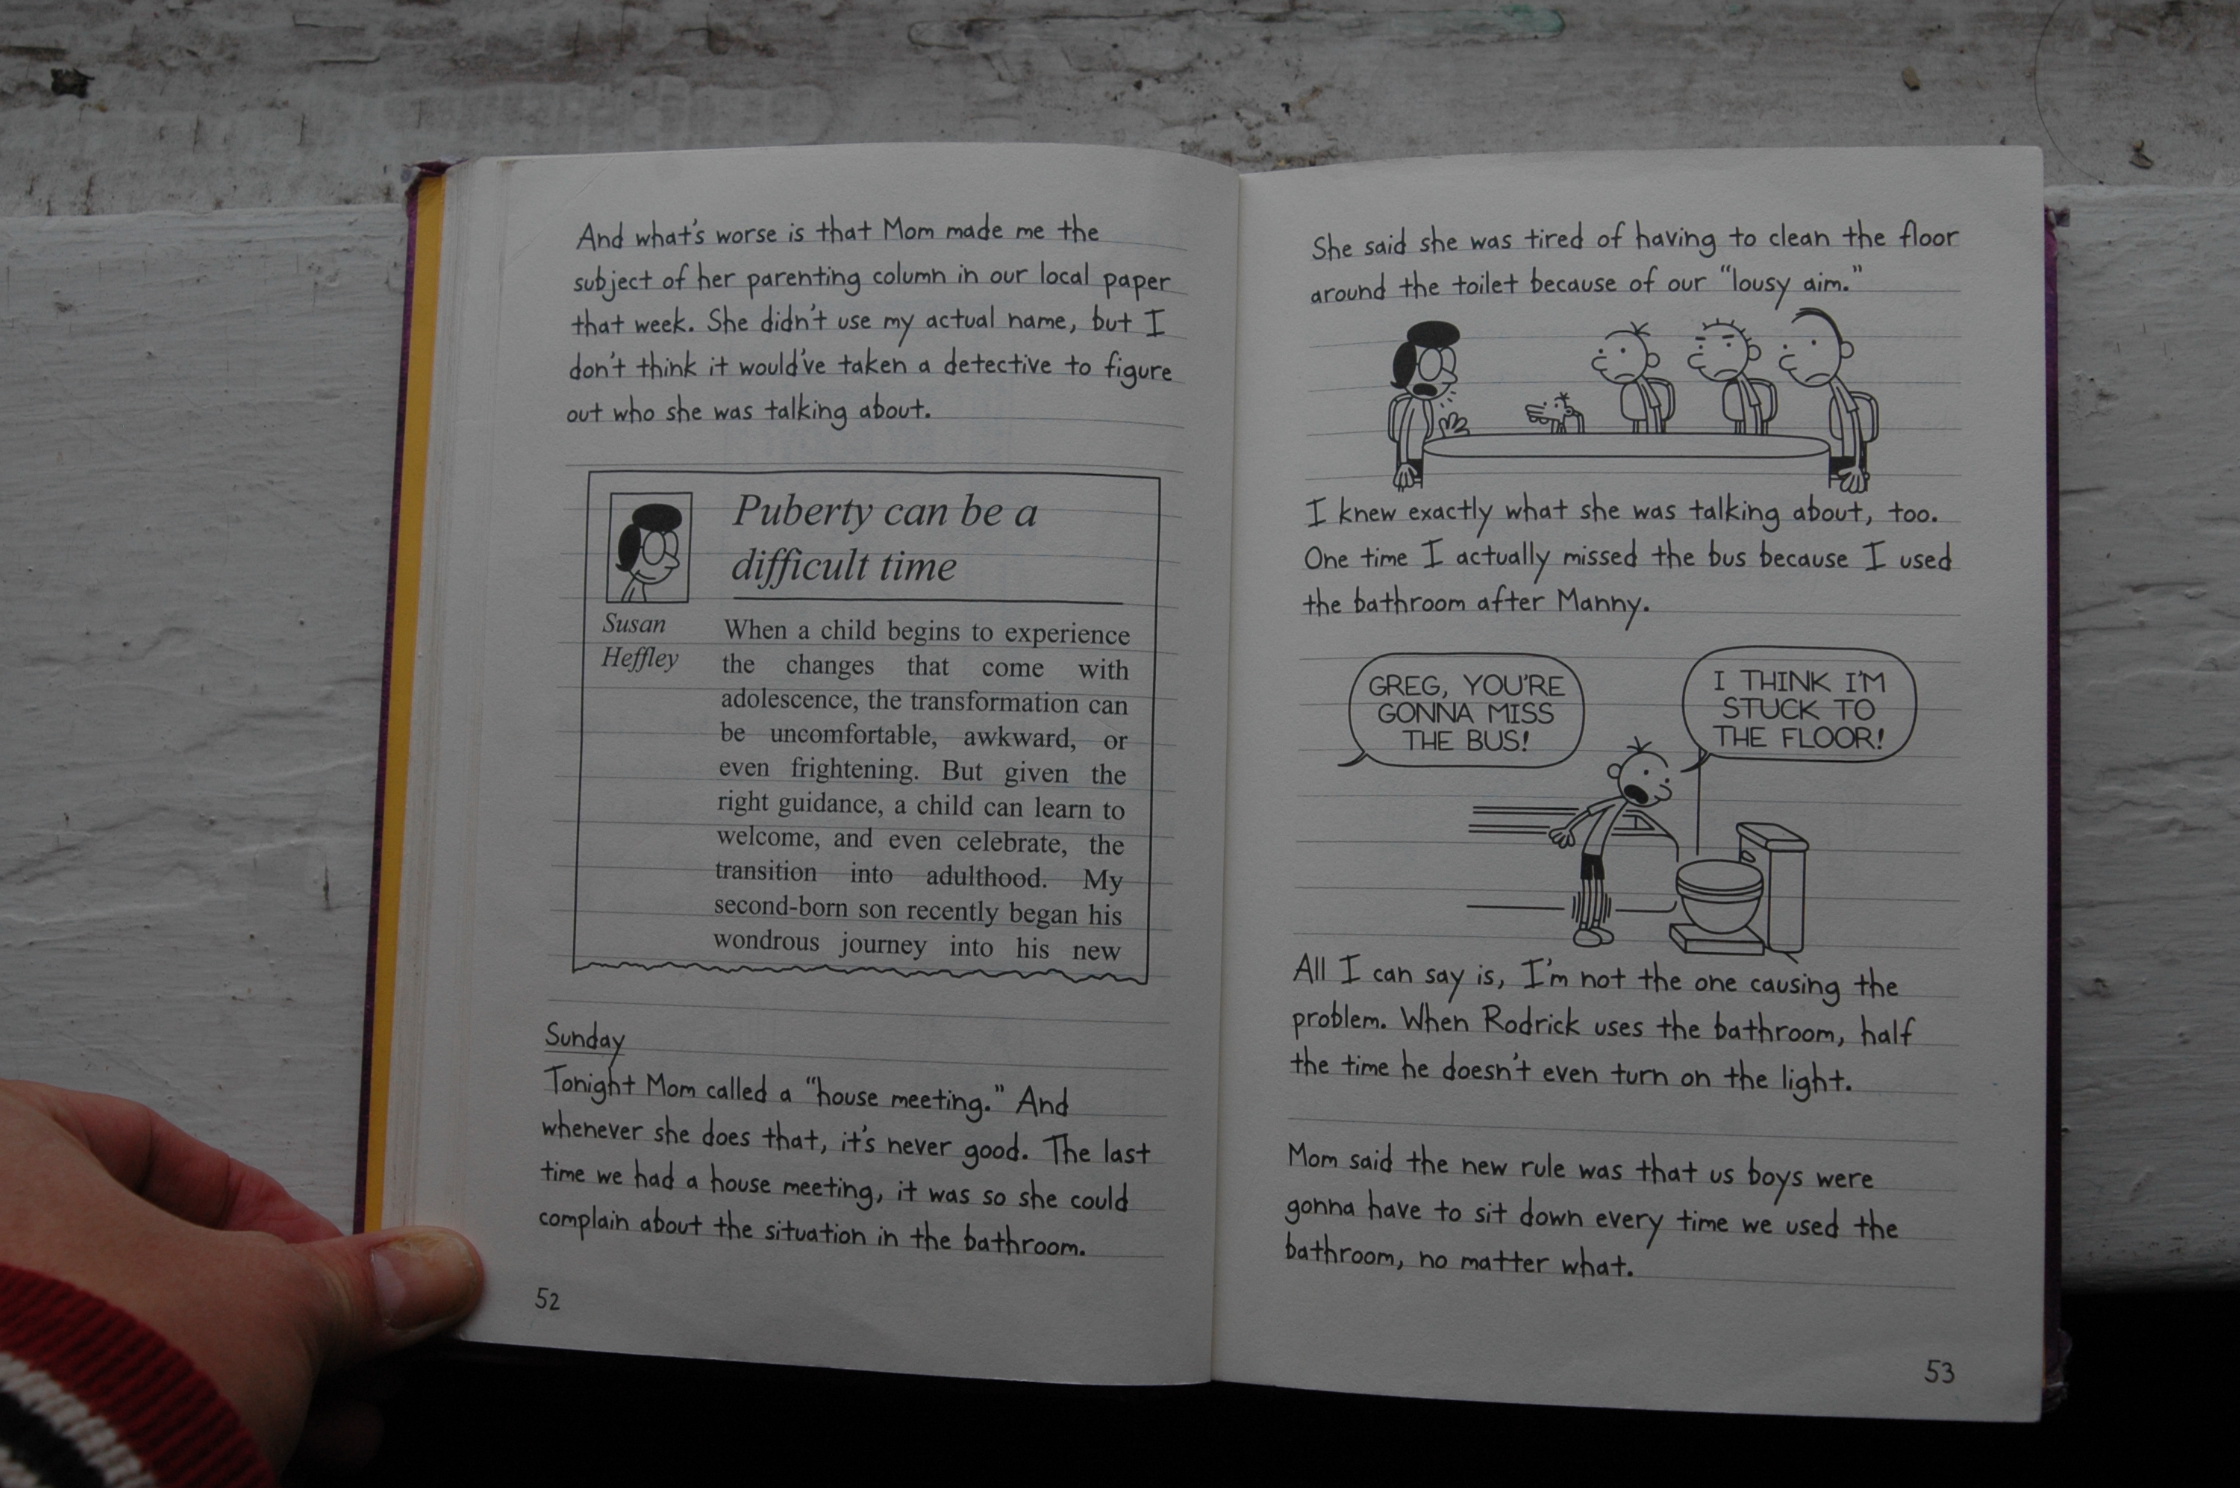 And what's worse is that Mom made me the
subject of her parenting column in our local paper
that week. She didn't use my actual name, but I
don't think it would've taken a detective to figure
out who she was talking about.
Puberty can be a
difficult time
Susan
Heffley
When a child begins to experience
the changes that come with
adolescence, the transformation can
be uncomfortable, awkward, or
even frightening. But given the
right guidance, a child can learn to
welcome, and even celebrate, the
transition into adulthood. My
second-born son recently began his
wondrous journey into his new
Sunday
Tonight Mom called a "house meeting." And
whenever she does that, it's never good. The last
time we had a house meeting, it was so she could
complain about the situation in the bathroom.
52
She said she was tired of having to clean the floor
around the toilet because of our "lousy aim."
I knew exactly what she was talking about, too.
One time I actually missed the bus because I used
the bathroom after Manny.
GREG, YOU'RE
GONNA MISS
THE BUS!
I THINK I'M
STUCK TO
THE FLOOR!
All I can say is, I'm not the one causing the
problem. When Rodrick uses the bathroom, half
the time he doesn't even turn on the light.
Mom said the new rule was that us boys were
gonna have to sit down every time we used the
bathroom, no matter what.
53